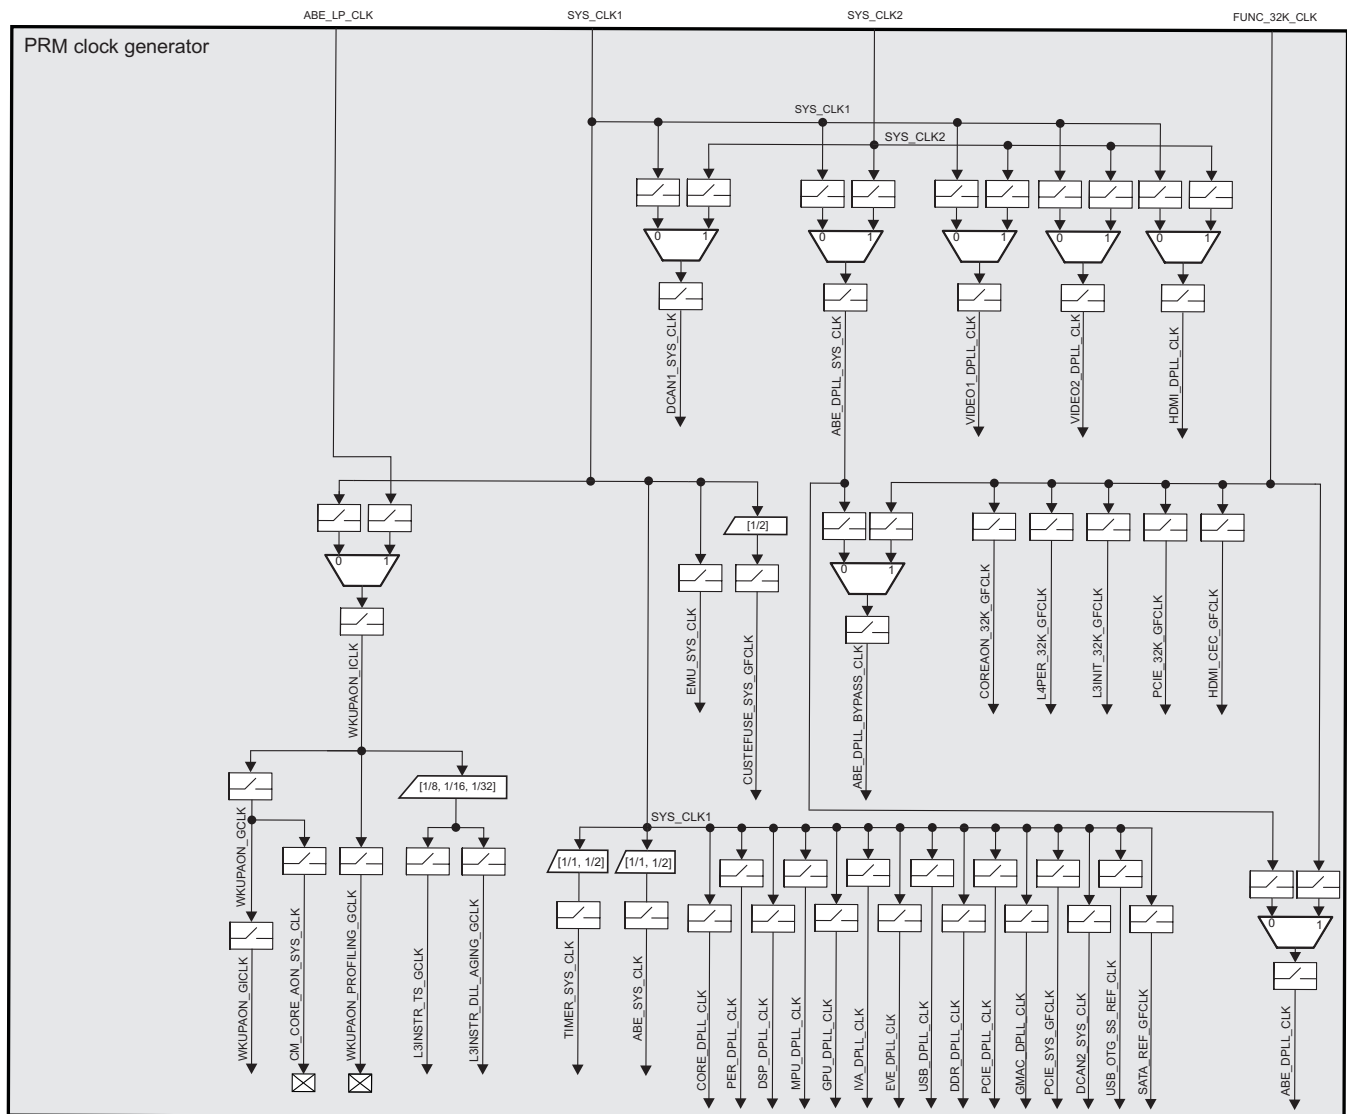 ABE_LP_CLK
SYS_CLK1
SYS_CLK2
FUNC_32K_CLK
PRM clock generator
SYS_CLK1
SYS_CLK2
0 1
0 1
0 1
0 1
0 1
DCAN1_SYS_CLK
ABE_DPLL_SYS_CLK
VIDEO1_DPLL_CLK
VIDEO2_DPLL_CLK
HDMI_DPLL_CLK
[1/2]
0 1
0 1
WKUPAON_ICLK
EMU_SYS_CLK
CUSTEFUSE_SYS_GFCLK
ABE_DPLL_BYPASS_CLK
COREAON_32K_GFCLK
L4PER_32K_GFCLK
L3INIT_32K_GFCLK
PCIE_32K_GFCLK
HDMI_CEC_GFCLK
[1/8, 1/16, 1/32]
SYS_CLK1
[1/1, 1/2]
[1/1, 1/2]
0 1
WKUPAON_GCLK
WKUPAON_GICLK
CM_CORE_AON_SYS_CLK
WKUPAON_PROFILING_GCLK
L3INSTR_TS_GCLK
L3INSTR_DLL_AGING_GCLK
TIMER_SYS_CLK
ABE_SYS_CLK
CORE_DPLL_CLK
PER_DPLL_CLK
DSP_DPLL_CLK
MPU_DPLL_CLK
GPU_DPLL_CLK
IVA_DPLL_CLK
EVE_DPLL_CLK
USB_DPLL_CLK
DDR_DPLL_CLK
PCIE_DPLL_CLK
GMAC_DPLL_CLK
PCIE_SYS_GFCLK
DCAN2_SYS_CLK
USB_OTG_SS_REF_CLK
SATA_REF_GFCLK
ABE_DPLL_CLK